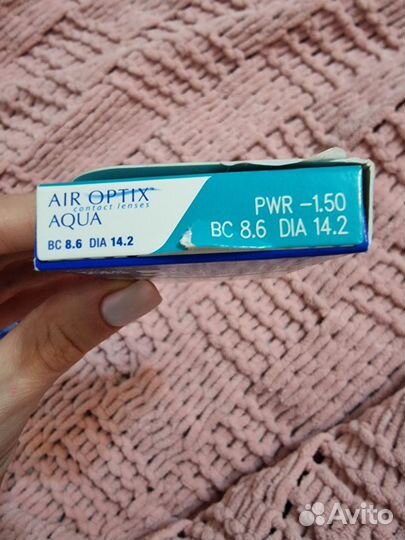 AIR OPTIX™
contact lenses
AQUA
BC 8.6 DIA 14.2
PWR -1.50
BC 8.6 DIA 14.2
Avito